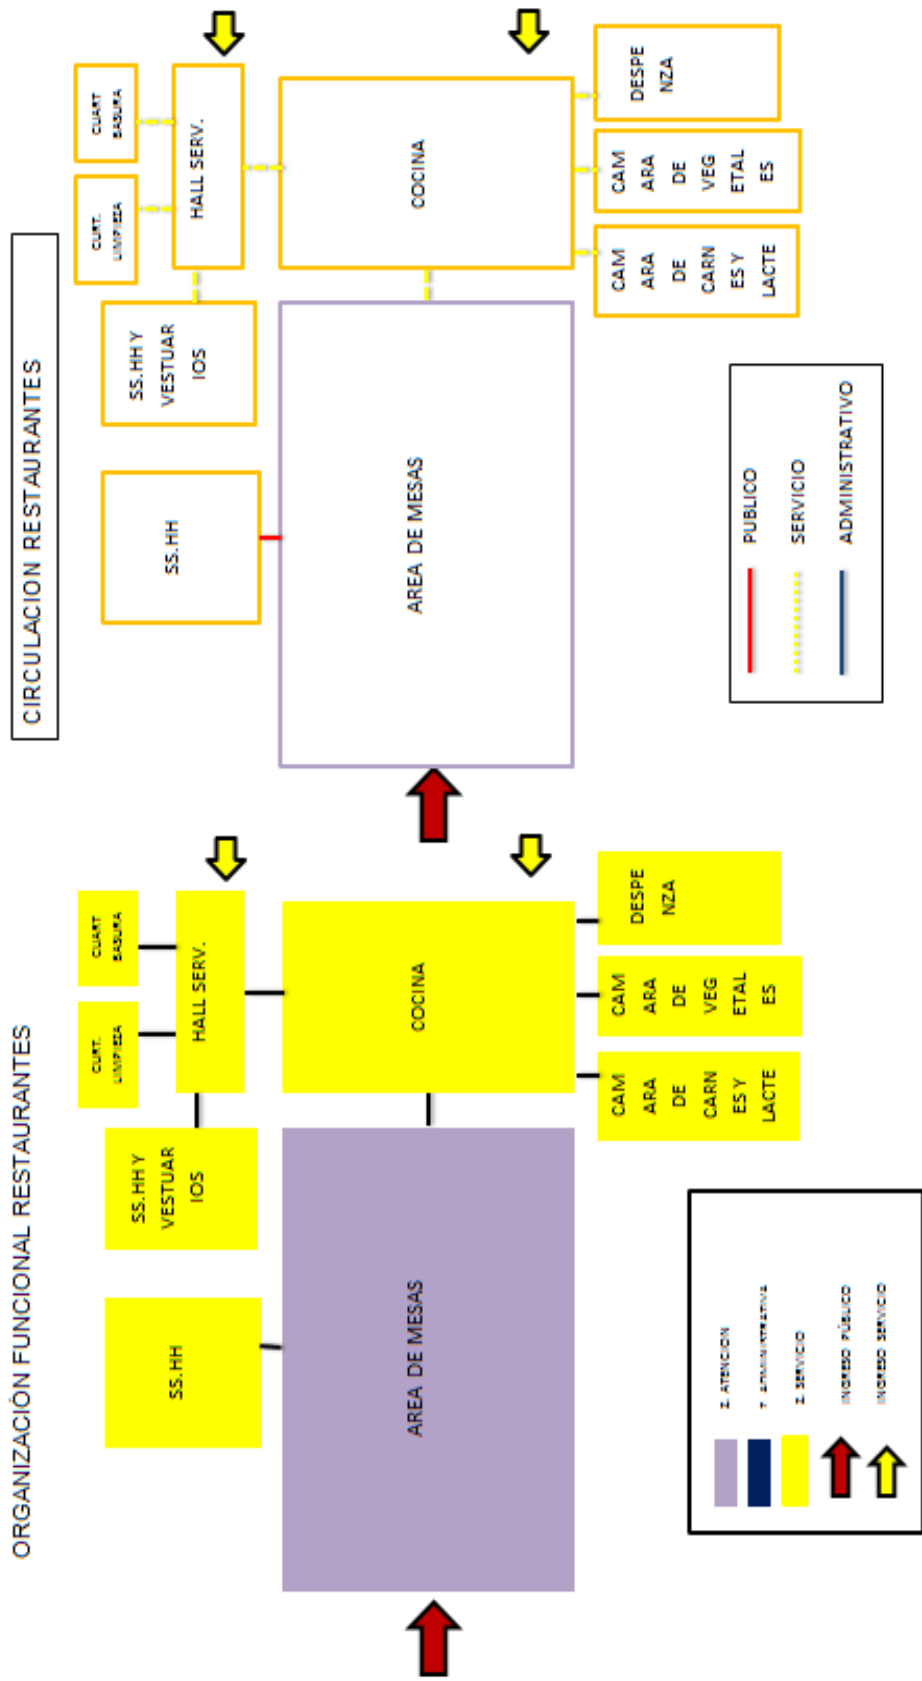 ORGANIZACIÓN FUNCIONAL RESTAURANTES
SS.HH
SS.HH Y
VESTUAR
IOS
CURT.
LIMPIEZA
CUART
BASURA
HALL SERV.
AREA DE MESAS
COCINA
CAM
ARA
DE
CARN
ES Y
LACTE
CAM
ARA
DE
VEG
ETAL
ES
DESPE
NZA
Z. ATENCION
Z. ADMINISTRATIVA
Z. SERVICIO
INGRESO PÚBLICO
INGRESO SERVICIO
CIRCULACION RESTAURANTES
SS.HH
SS.HH Y
VESTUAR
IOS
CURT.
LIMPIEZA
CUART
BASURA
HALL SERV.
AREA DE MESAS
COCINA
CAM
ARA
DE
CARN
ES Y
LACTE
CAM
ARA
DE
VEG
ETAL
ES
DESPE
NZA
PUBLICO
SERVICIO
ADMINISTRATIVO